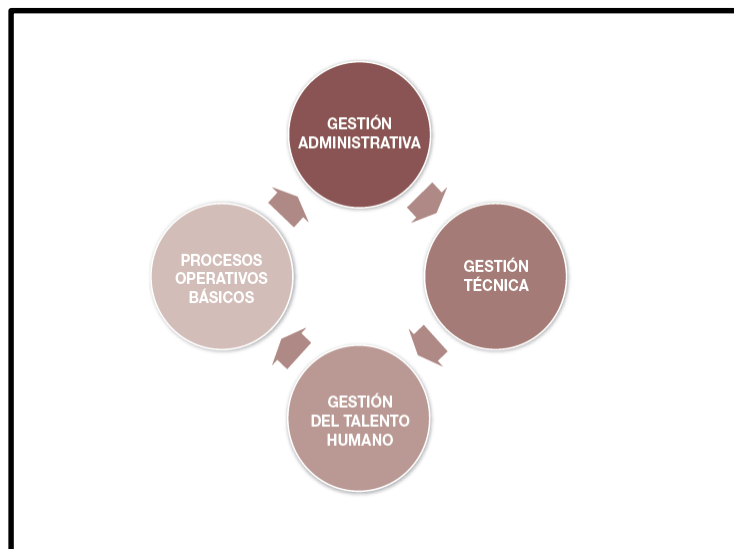 GESTIÓN
ADMINISTRATIVA
GESTIÓN
TÉCNICA
GESTIÓN
DEL TALENTO
HUMANO
PROCESOS
OPERATIVOS
BÁSICOS